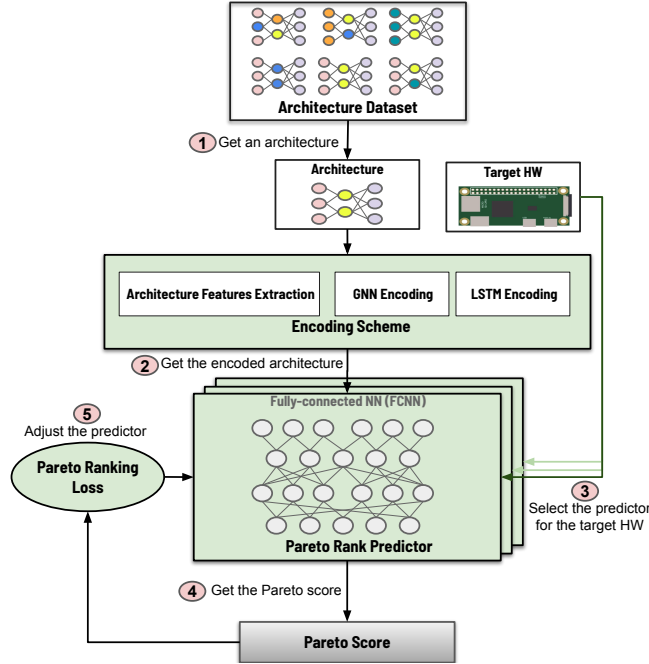 Architecture Dataset
1 Get an architecture
Architecture
Target HW
Architecture Features Extraction
GNN Encoding
LSTM Encoding
Encoding Scheme
2 Get the encoded architecture
Fully-connected NN (FCNN)
5
Adjust the predictor
Pareto Ranking
Loss
3
Select the predictor
for the target HW
Pareto Rank Predictor
4 Get the Pareto score
Pareto Score